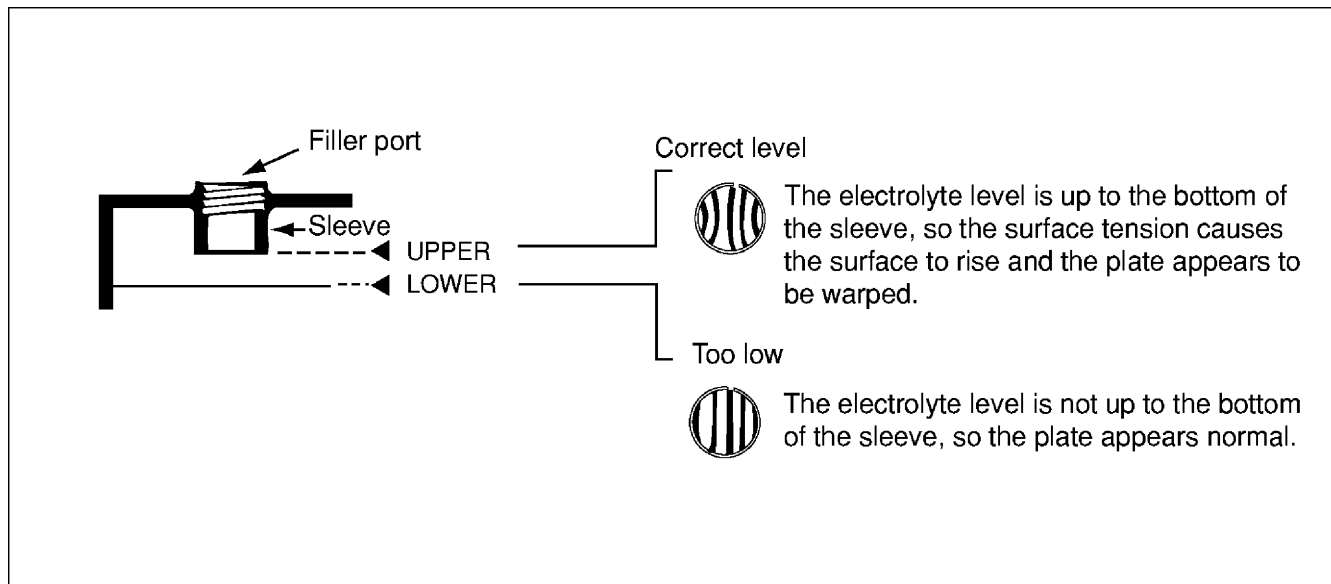 Filler port
Sleeve
UPPER
LOWER
Correct level
The electrolyte level is up to the bottom of
the sleeve, so the surface tension causes
the surface to rise and the plate appears to
be warped.
Too low
The electrolyte level is not up to the bottom
of the sleeve, so the plate appears normal.